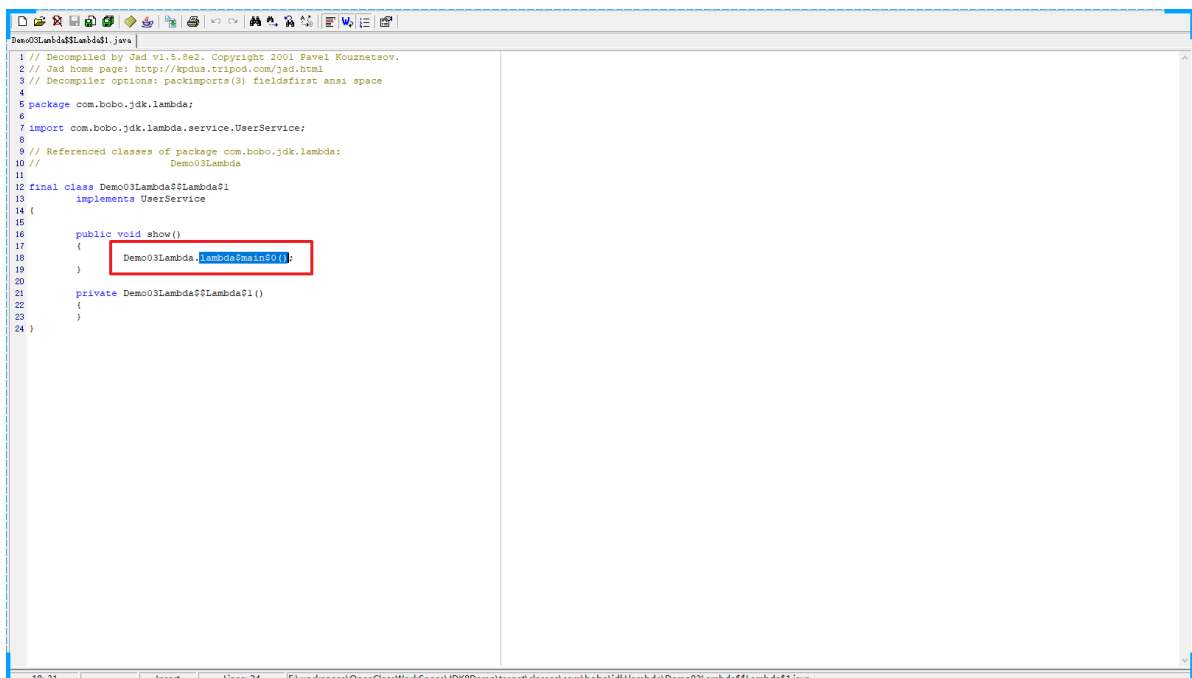 Demo03Lambda$$Lambda$1.java
1 // Decompiled by Jad v1.5.8e2. Copyright 2001 Pavel Kouznetsov.
2 // Jad home page: http://kpdus.tripod.com/jad.html
3 // Decompiler options: packimports(3) fieldsfirst ansi space
4
5 package com.bobo.jdk.lambda;
6
7 import com.bobo.jdk.lambda.service.UserService;
8
9 // Referenced classes of package com.bobo.jdk.lambda:
10 // Demo03Lambda
11
12 final class Demo03Lambda$$Lambda$1
13 implements UserService
14 {
15
16 public void show()
17 {
18 Demo03Lambda.lambda$main$0();
19 }
20
21 private Demo03Lambda$$Lambda$1()
22 {
23 }
24 }